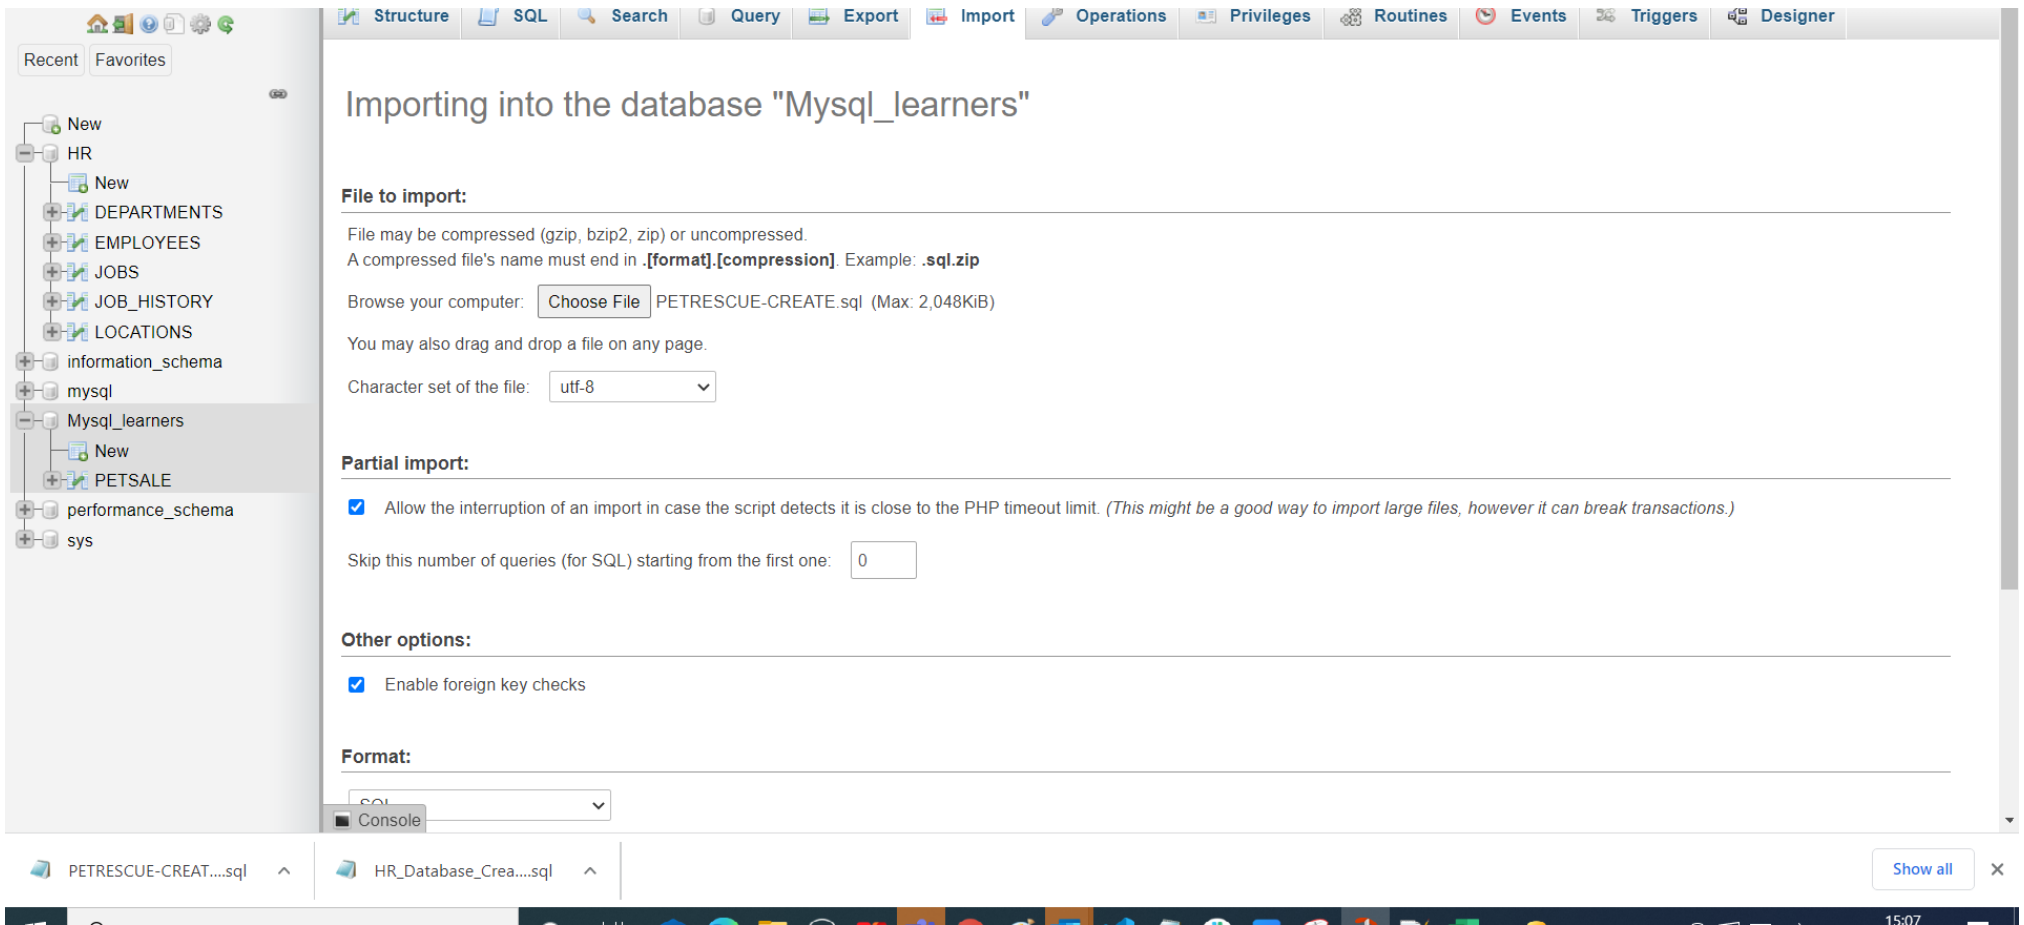 Structure SQL Search Query Export Import Operations Privileges Routines Events Triggers Designer
Recent Favorites
New
HR
New
DEPARTMENTS
EMPLOYEES
JOBS
JOB_HISTORY
LOCATIONS
information_schema
mysql
Mysql_learners
New
PETSALE
performance_schema
sys
Importing into the database "Mysql_learners"
File to import:
File may be compressed (gzip, bzip2, zip) or uncompressed.
A compressed file's name must end in .[format].[compression]. Example: .sql.zip
Browse your computer: Choose File PETRESCUE-CREATE.sql (Max: 2,048KiB)
You may also drag and drop a file on any page.
Character set of the file: utf-8
Partial import:
Allow the interruption of an import in case the script detects it is close to the PHP timeout limit. (This might be a good way to import large files, however it can break transactions.)
Skip this number of queries (for SQL) starting from the first one: 0
Other options:
Enable foreign key checks
Format:
SQL
Console
PETRESCUE-CREAT....sql HR_Database_Crea....sql Show all
15:07